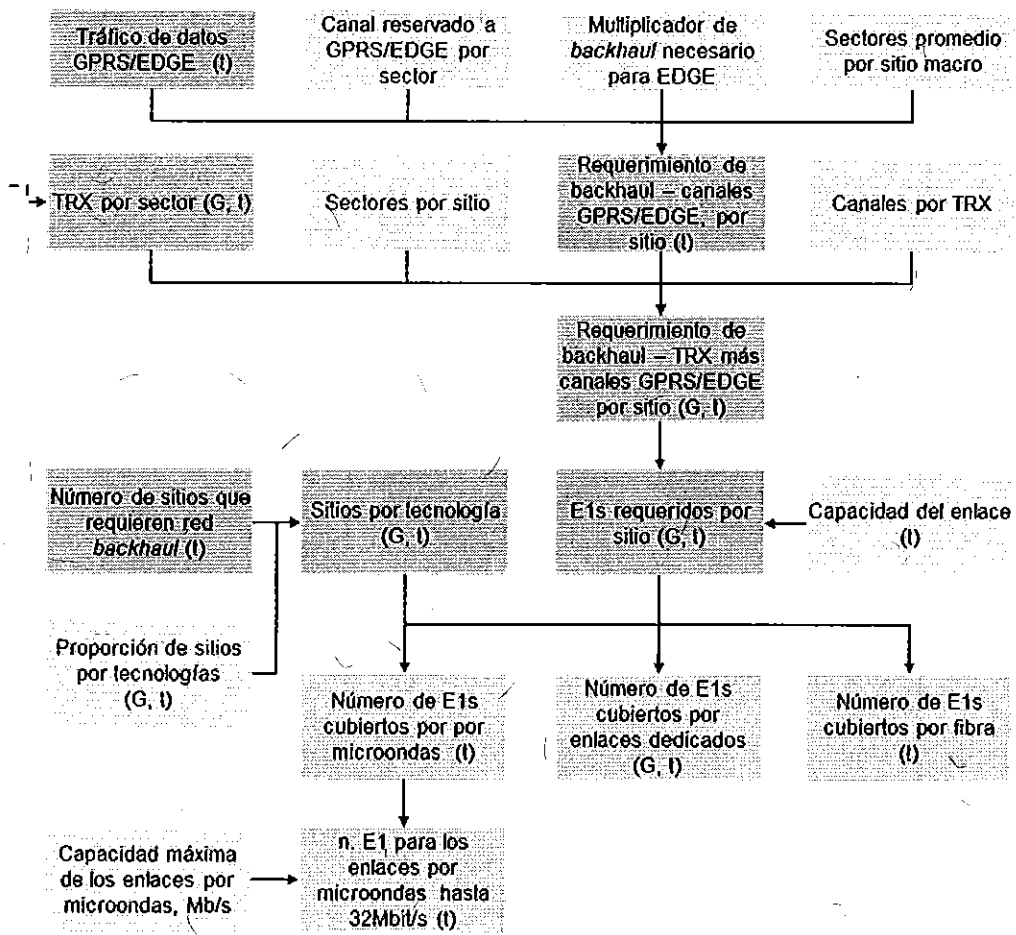 Tráfico de datos
GPRS/EDGE (t)
Canal reservado a
GPRS/EDGE por
sector
Multiplicador de
backhaul necesario
para EDGE
Sectores promedio
por sitio macro
TRX por sector (G, t)
Sectores por sitio
Requerimiento de
backhaul – canales
GPRS/EDGE, por
sitio (t)
Canales por TRX
Requerimiento de
backhaul – TRX más
canales GPRS/EDGE
por sitio (G, t)
Número de sitios que
requieren red
backhaul (t)
Sitios por tecnología
(G, t)
E1s requeridos por
sitio (G, t)
Capacidad del enlace
(t)
Proporción de sitios
por tecnologías
(G, t)
Número de E1s
cubiertos por por
microondas (t)
Número de E1s
cubiertos por
enlaces dedicados
(G, t)
Número de E1s
cubiertos por fibra
(t)
Capacidad máxima
de los enlaces por
microondas, Mb/s
n. E1 para los
enlaces por
microondas hasta
32Mbit/s (t)